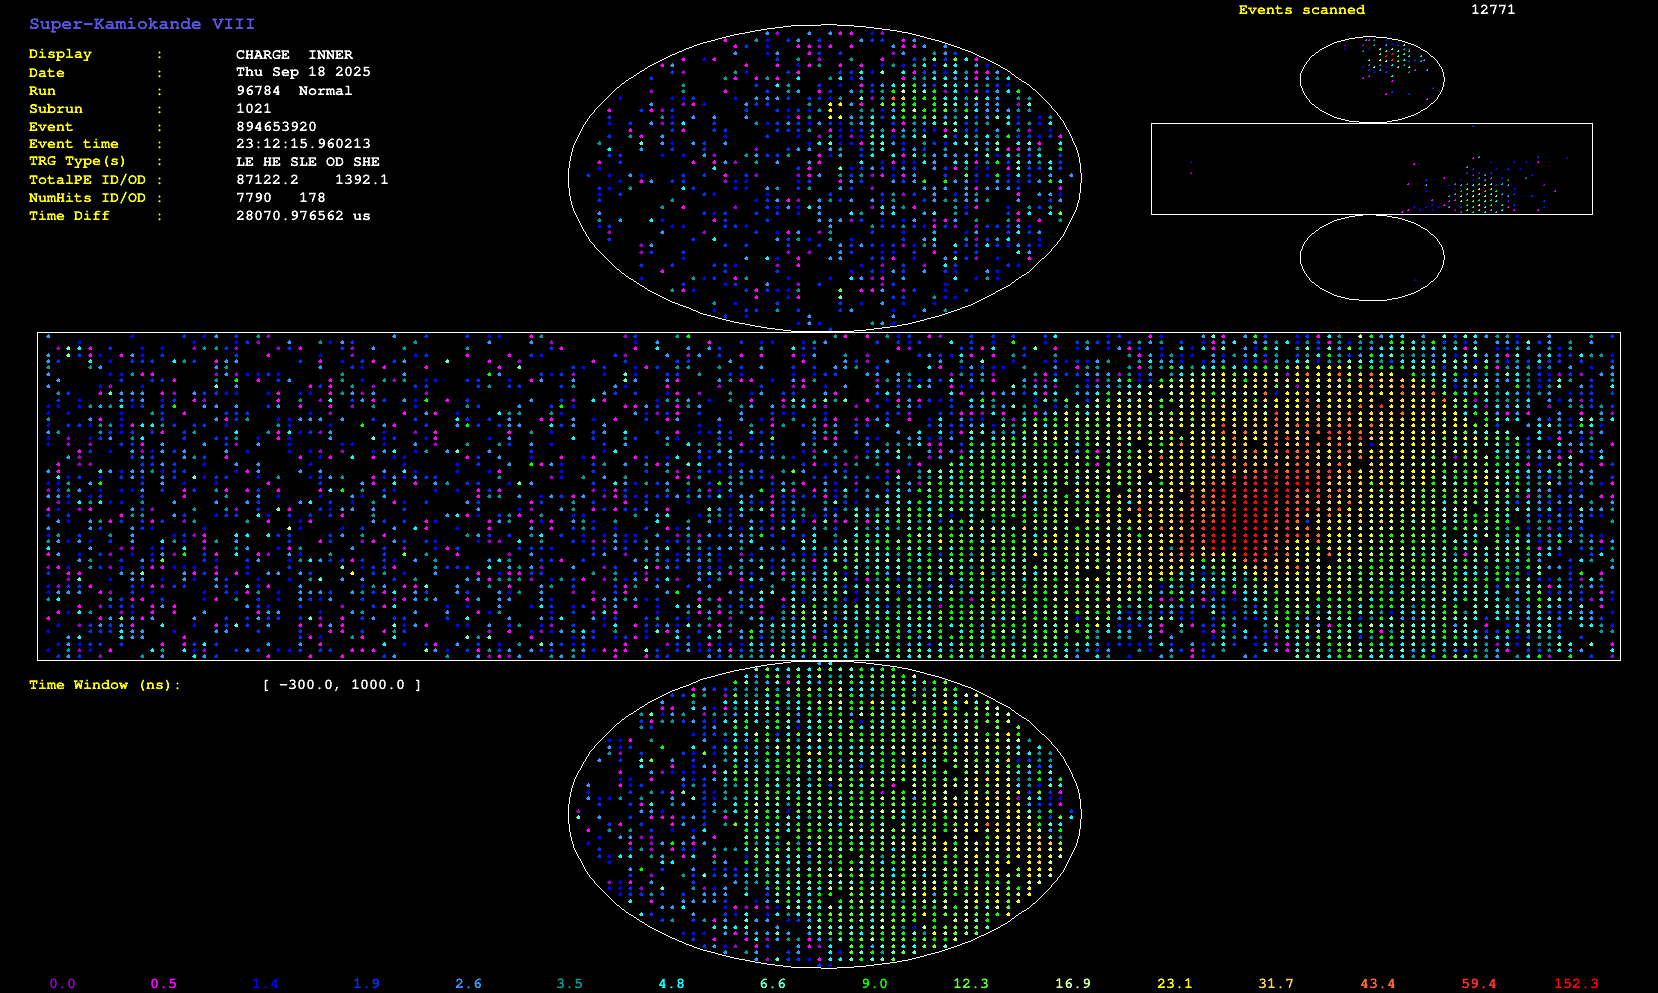 Super-Kamiokande VIII
Display : CHARGE INNER
Date : Thu Sep 18 2025
Run : 96784 Normal
Subrun : 1021
Event : 894653920
Event time : 23:12:15.960213
TRG Type(s) : LE HE SLE OD SHE
TotalPE ID/OD : 87122.2 1392.1
NumHits ID/OD : 7790 178
Time Diff : 28070.976562 us
Events scanned 12771
Time Window (ns): [ -300.0, 1000.0 ]
0.0 0.5 1.4 1.9 2.6 3.5 4.8 6.6 9.0 12.3 16.9 23.1 31.7 43.4 59.4 152.3